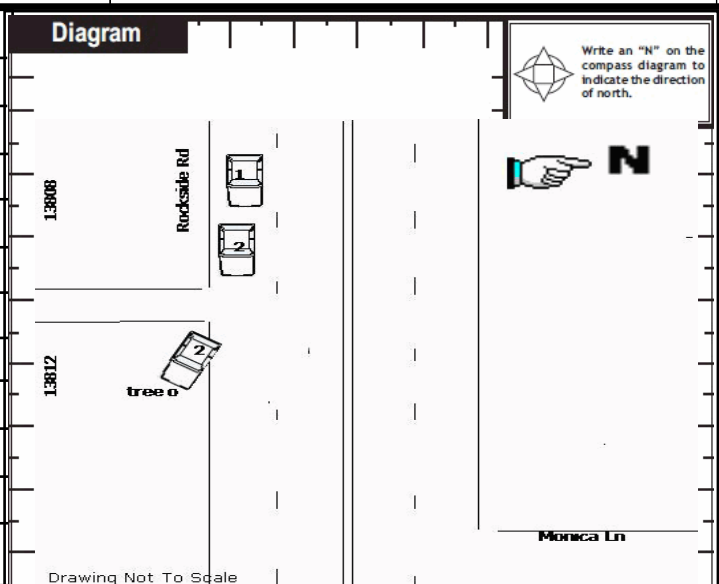 Diagram
Write an “N” on the
compass diagram to
indicate the direction
of north.
N
Rockside Rd
13808
1
2
2
13812
tree o
Monica Ln
Drawing Not To Scale